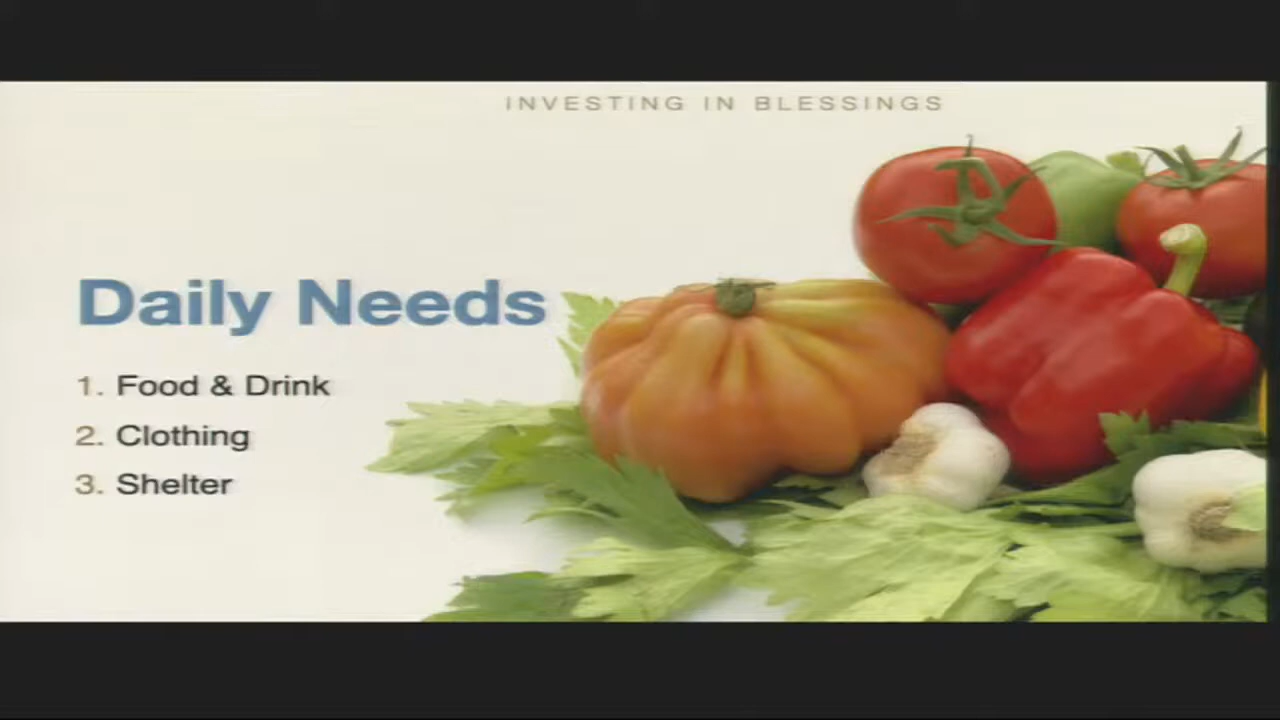 INVESTING IN BLESSINGS
Daily Needs
1. Food & Drink
2. Clothing
3. Shelter